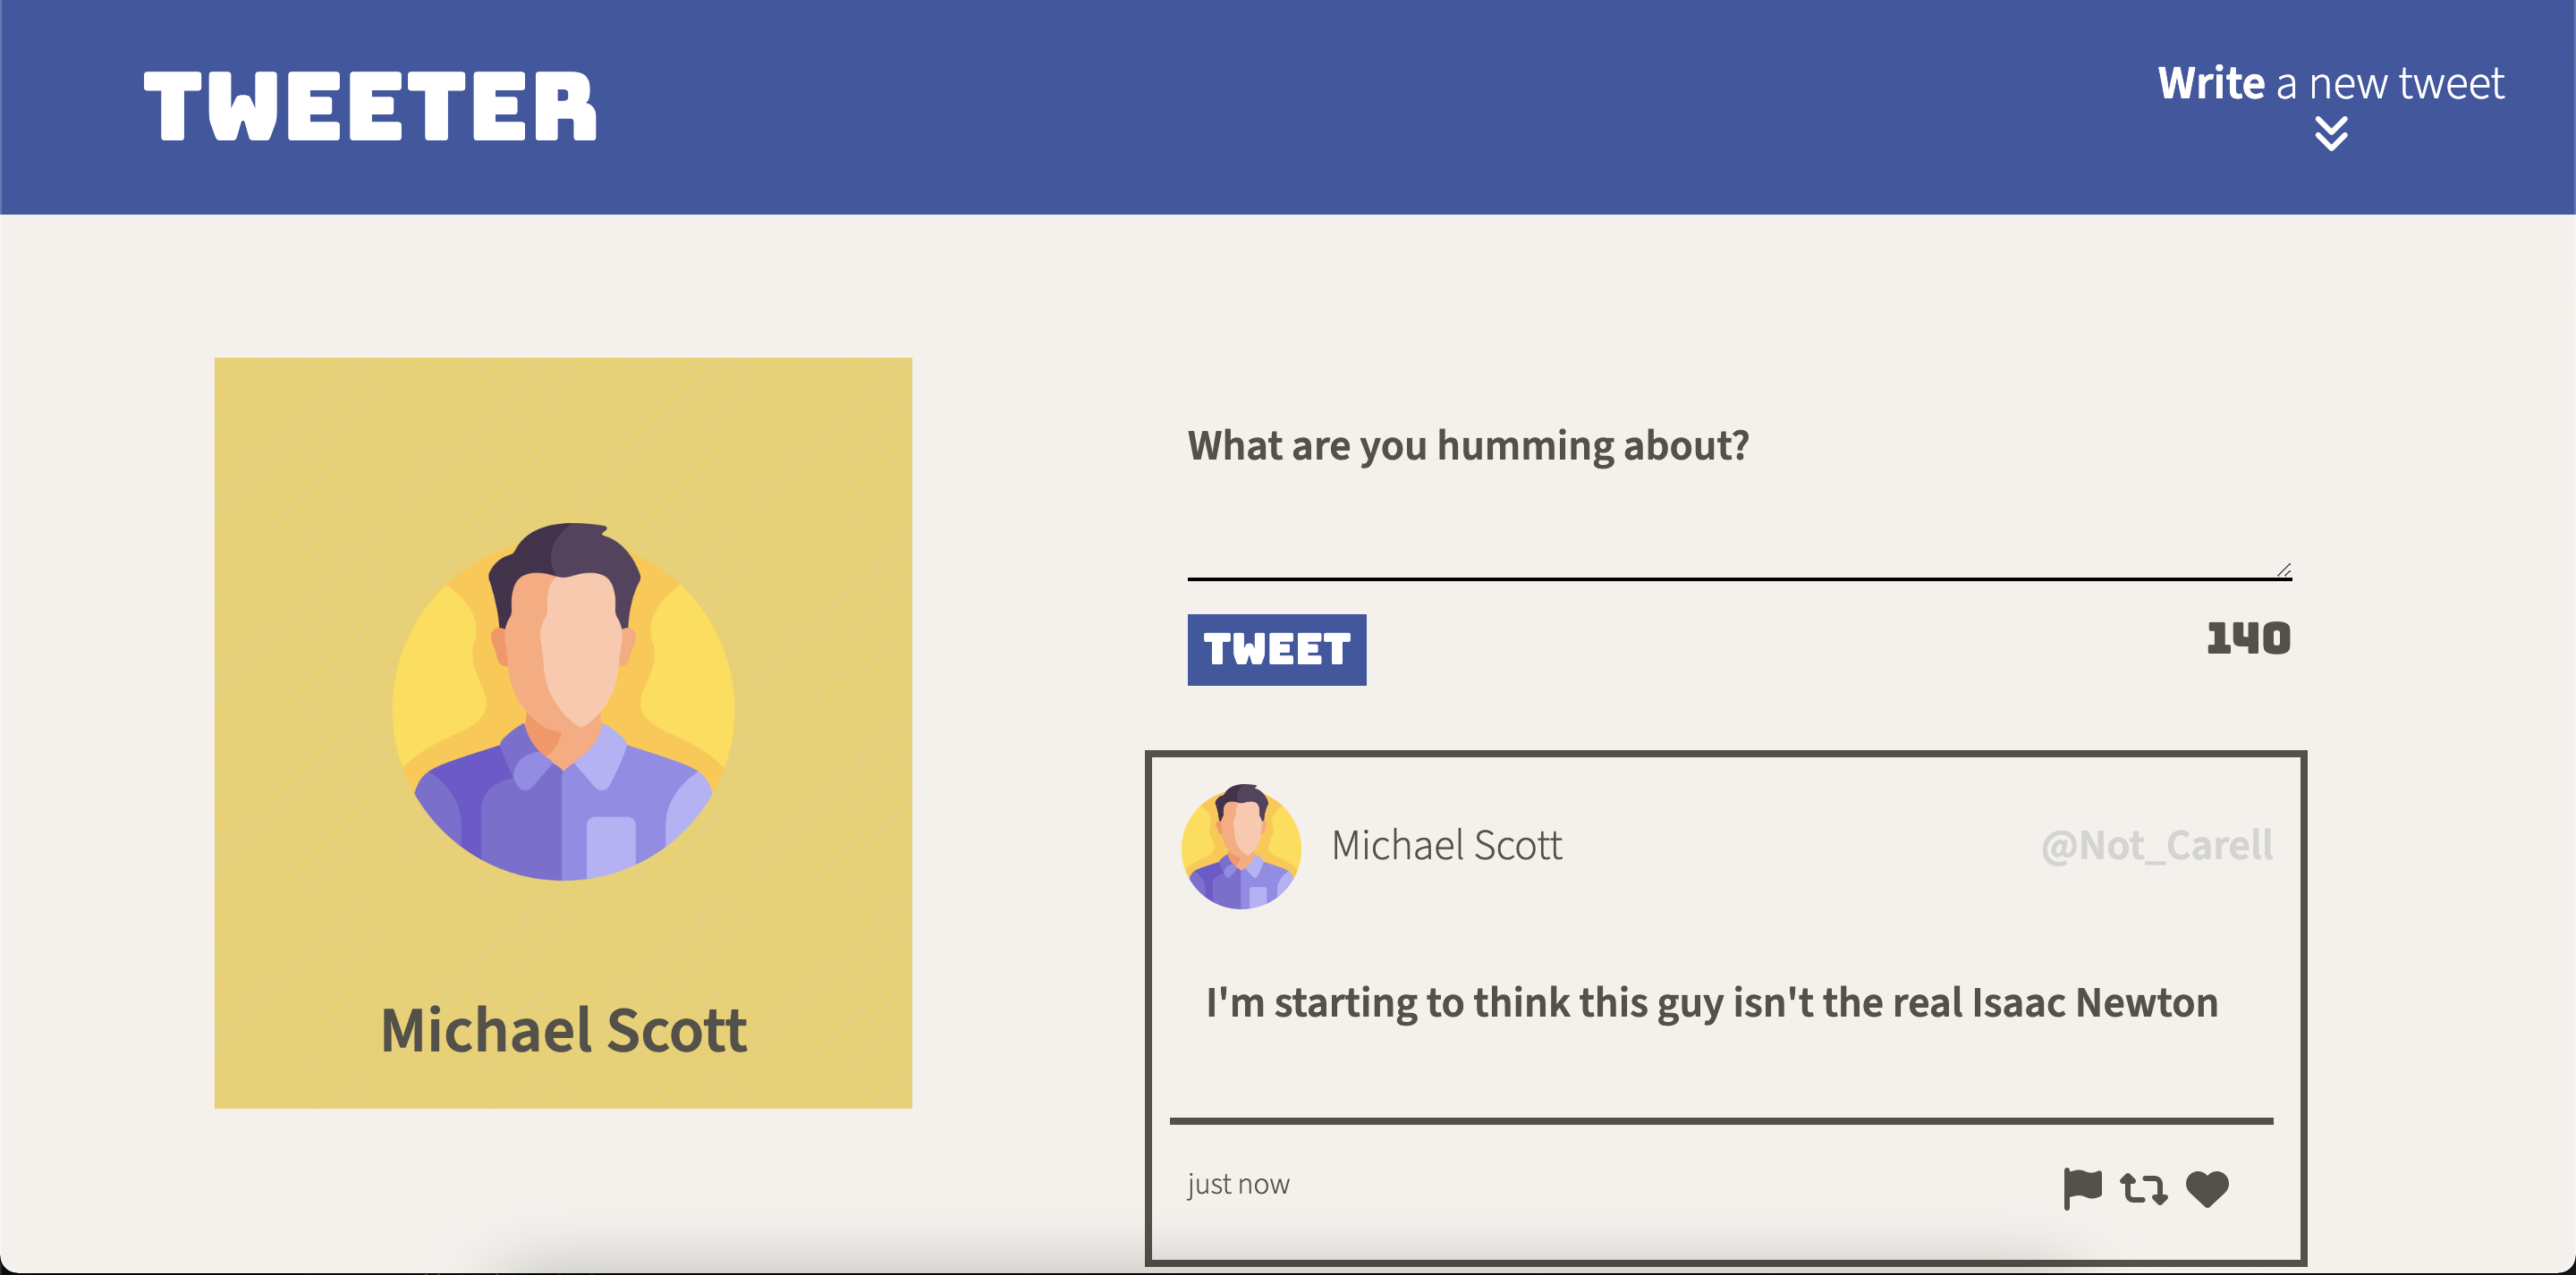 TWEETER
Write a new tweet
Michael Scott
What are you humming about?
TWEET
140
Michael Scott
@Not_Carell
I'm starting to think this guy isn't the real Isaac Newton
just now